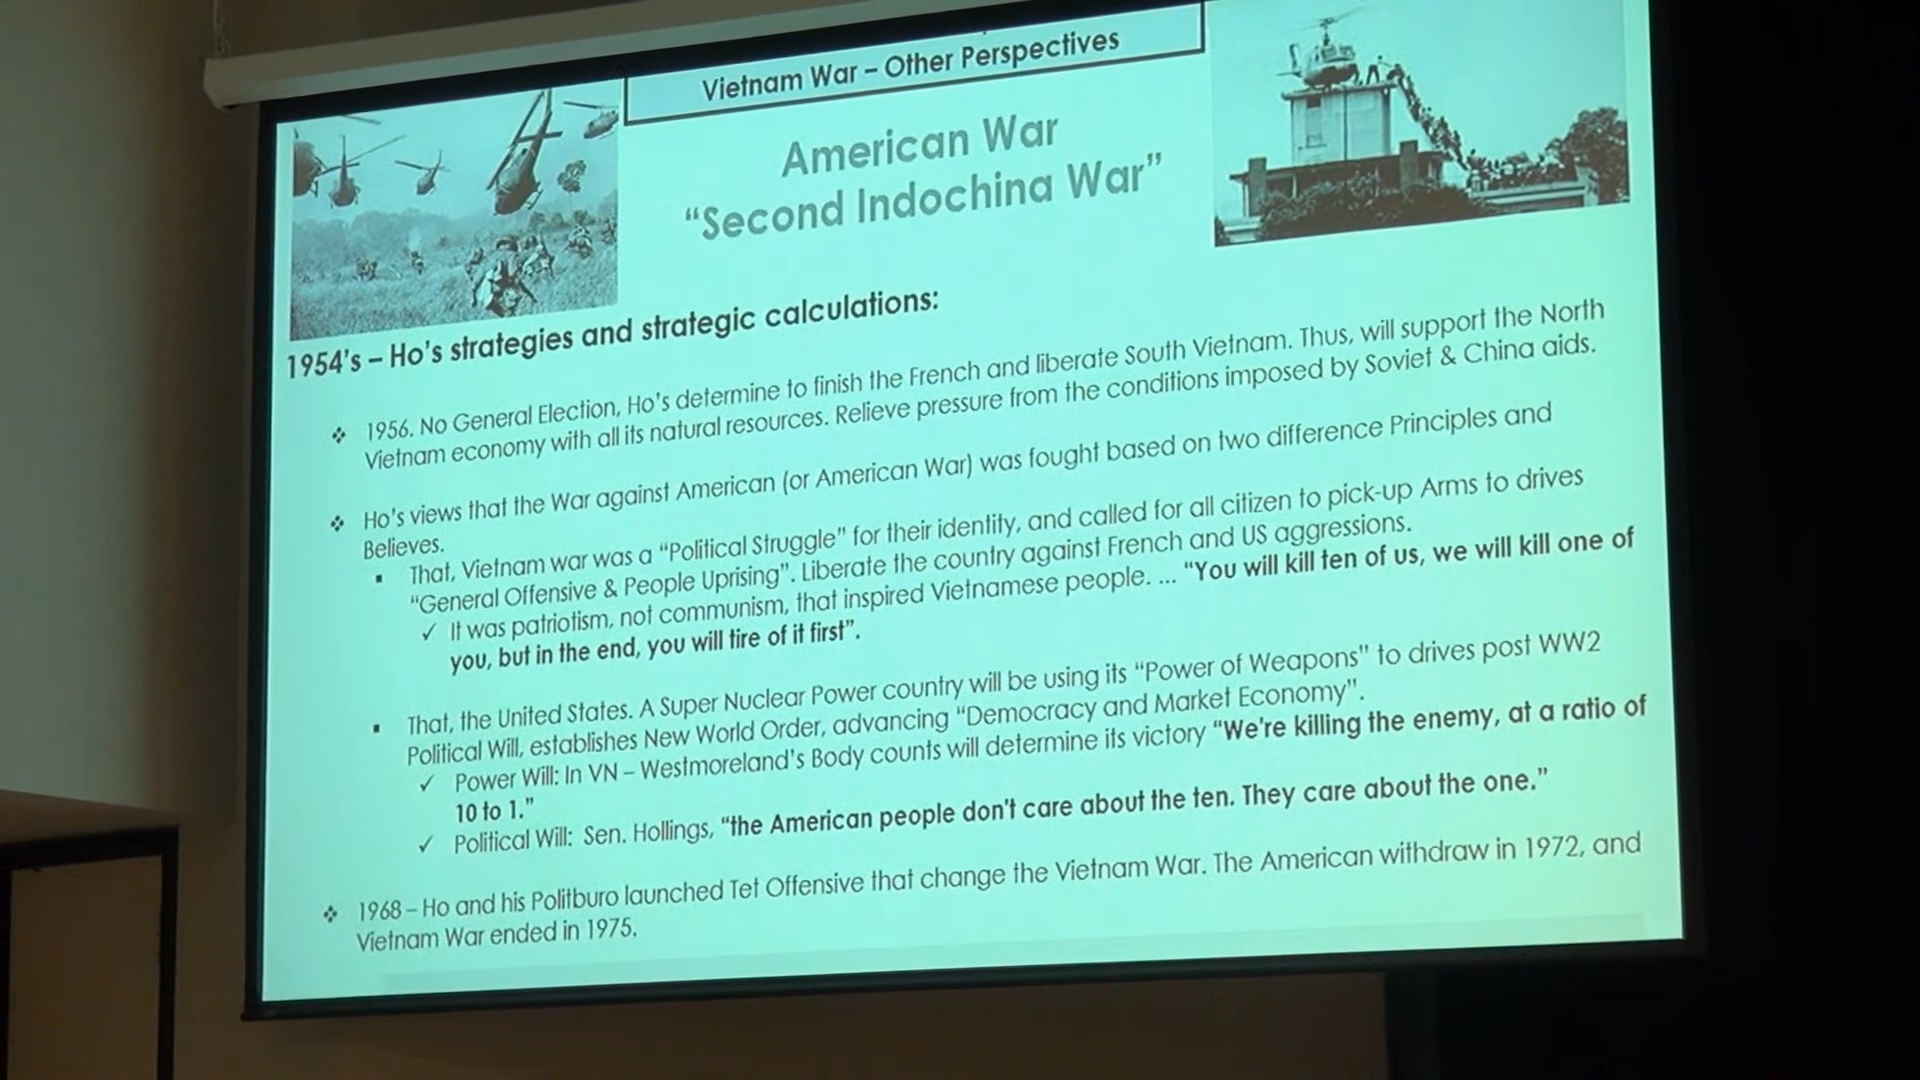 Vietnam War – Other Perspectives
American War
“Second Indochina War”
1954’s – Ho’s strategies and strategic calculations:
❖ 1956. No General Election, Ho’s determine to finish the French and liberate South Vietnam. Thus, will support the North
Vietnam economy with all its natural resources. Relieve pressure from the conditions imposed by Soviet & China aids.
❖ Ho’s views that the War against American (or American War) was fought based on two difference Principles and
Believes.
▪ That, Vietnam war was a “Political Struggle” for their identity, and called for all citizen to pick-up Arms to drives
“General Offensive & People Uprising”. Liberate the country against French and US aggressions.
✓ It was patriotism, not communism, that inspired Vietnamese people. ... “You will kill ten of us, we will kill one of
you, but in the end, you will tire of it first”.
▪ That, the United States. A Super Nuclear Power country will be using its “Power of Weapons” to drives post WW2
Political Will, establishes New World Order, advancing “Democracy and Market Economy”.
✓ Power Will: In VN – Westmoreland’s Body counts will determine its victory “We're killing the enemy, at a ratio of
10 to 1.”
✓ Political Will: Sen. Hollings, “the American people don't care about the ten. They care about the one.”
❖ 1968 – Ho and his Politburo launched Tet Offensive that change the Vietnam War. The American withdraw in 1972, and
Vietnam War ended in 1975.